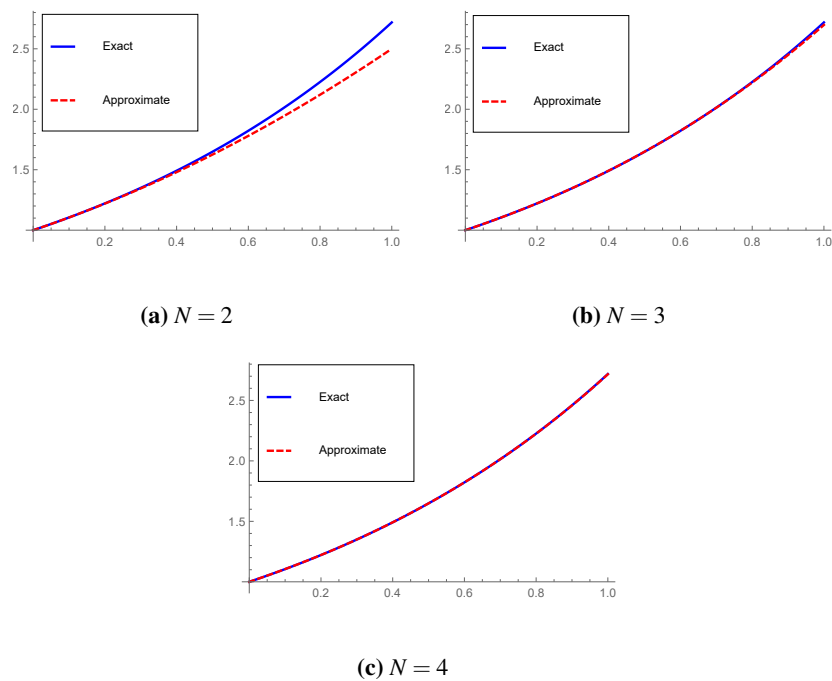 Exact
Approximate
2.5
2.0
1.5
0.2 0.4 0.6 0.8 1.0
(a) N = 2
Exact
Approximate
2.5
2.0
1.5
0.2 0.4 0.6 0.8 1.0
(b) N = 3
Exact
Approximate
2.5
2.0
1.5
0.2 0.4 0.6 0.8 1.0
(c) N = 4